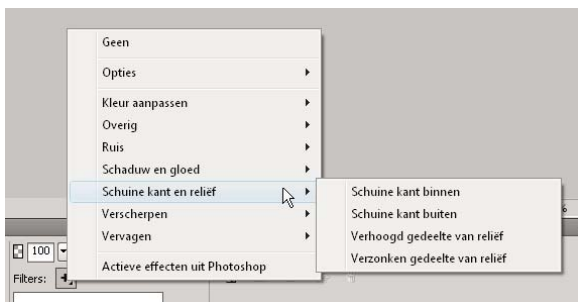 Geen
Opties
Kleur aanpassen
Overig
Ruis
Schaduw en gloed
Schuine kant en reliëf
Verscherpen
Vervagen
Actieve effecten uit Photoshop
Schuine kant binnen
Schuine kant buiten
Verhoogd gedeelte van reliëf
Verzonken gedeelte van reliëf
%
100
Filters: